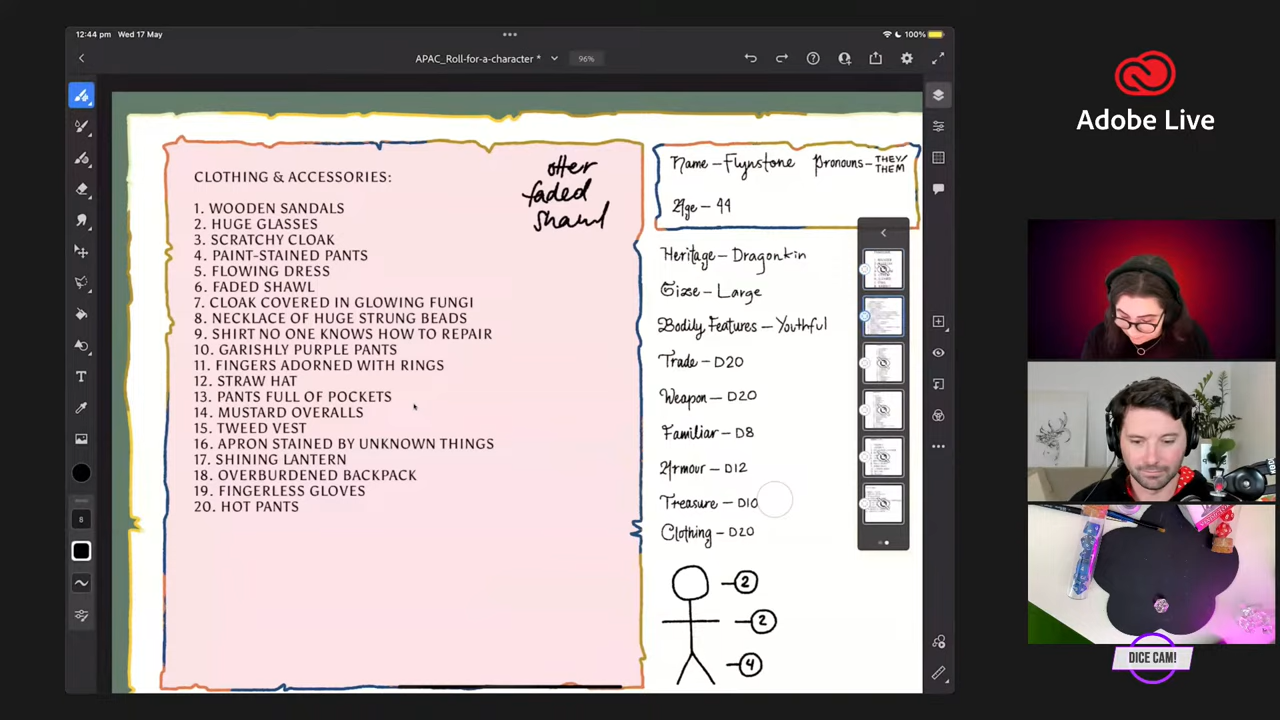 12:44 pm Wed 17 May
100%
APAC_Roll-for-a-character *
96%
otter
faded
shawl
CLOTHING & ACCESSORIES:
1. WOODEN SANDALS
2. HUGE GLASSES
3. SCRATCHY CLOAK
4. PAINT-STAINED PANTS
5. FLOWING DRESS
6. FADED SHAWL
7. CLOAK COVERED IN GLOWING FUNGI
8. NECKLACE OF HUGE STRUNG BEADS
9. SHIRT NO ONE KNOWS HOW TO REPAIR
10. GARISHLY PURPLE PANTS
11. FINGERS ADORNED WITH RINGS
12. STRAW HAT
13. PANTS FULL OF POCKETS
14. MUSTARD OVERALLS
15. TWEED VEST
16. APRON STAINED BY UNKNOWN THINGS
17. SHINING LANTERN
18. OVERBURDENED BACKPACK
19. FINGERLESS GLOVES
20. HOT PANTS
Name - Flynstone Pronouns - THEY/
THEM
Age - 44
Heritage - Dragonkin
Size - Large
Bodily Features - Youthful
Trade - D20
Weapon - D20
Familiar - D8
Armour - D12
Treasure - D10
Clothing - D20
2
2
4
8
T
Adobe Live
DICE CAM!